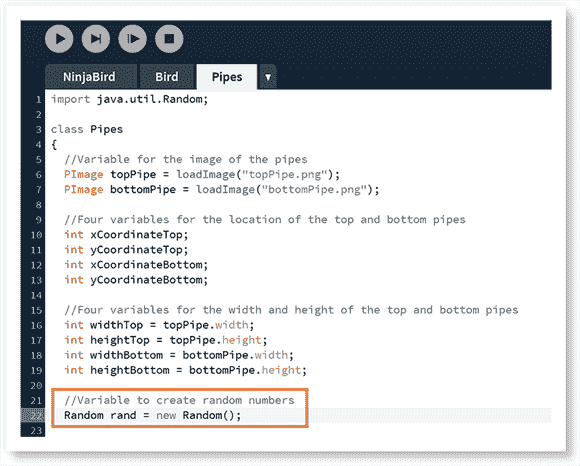 NinjaBird Bird Pipes
1 import java.util.Random;
2
3 class Pipes
4 {
5 //Variable for the image of the pipes
6 PImage topPipe = loadImage("topPipe.png");
7 PImage bottomPipe = loadImage("bottomPipe.png");
8
9 //Four variables for the location of the top and bottom pipes
10 int xCoordinateTop;
11 int yCoordinateTop;
12 int xCoordinateBottom;
13 int yCoordinateBottom;
14
15 //Four variables for the width and height of the top and bottom pipes
16 int widthTop = topPipe.width;
17 int heightTop = topPipe.height;
18 int widthBottom = bottomPipe.width;
19 int heightBottom = bottomPipe.height;
20
21 //Variable to create random numbers
22 Random rand = new Random();
23